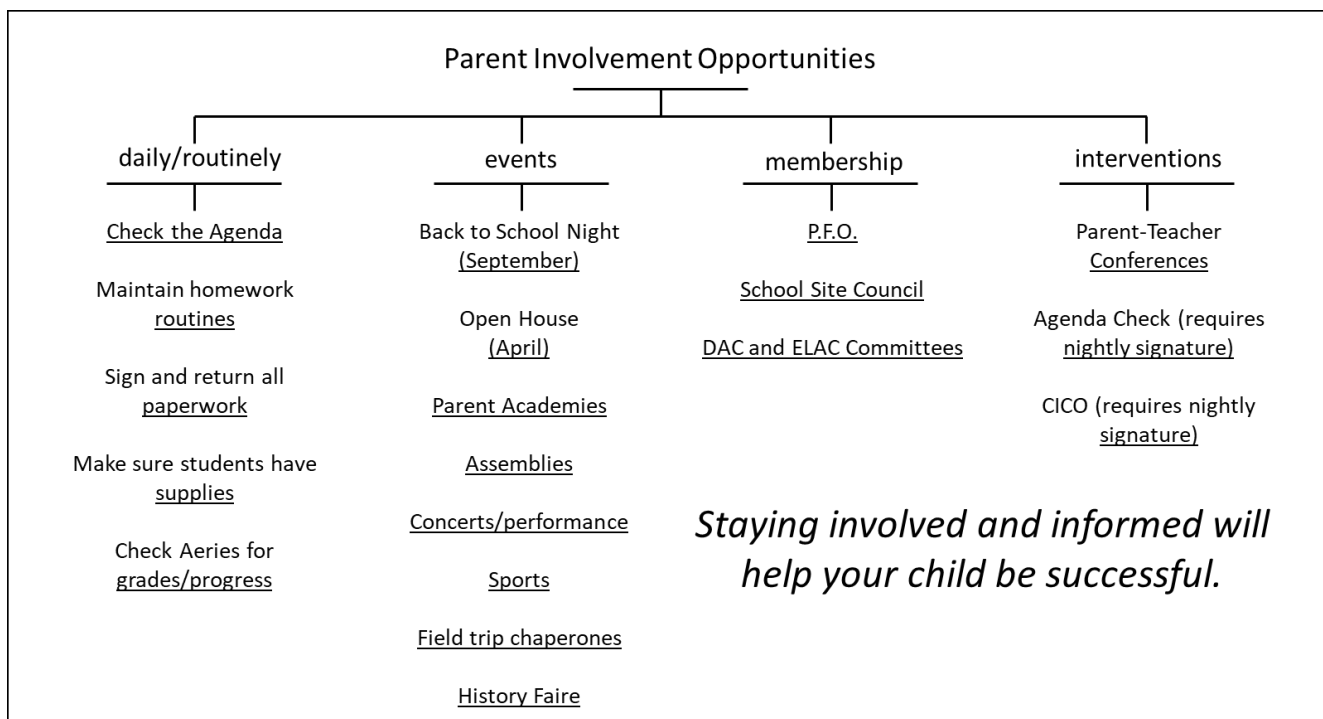 Parent Involvement Opportunities
daily/routinely
Check the Agenda
Maintain homework
routines
Sign and return all
paperwork
Make sure students have
supplies
Check Aeries for
grades/progress
events
Back to School Night
(September)
Open House
(April)
Parent Academies
Assemblies
Concerts/performance
Sports
Field trip chaperones
History Faire
membership
P.F.O.
School Site Council
DAC and ELAC Committees
interventions
Parent-Teacher
Conferences
Agenda Check (requires
nightly signature)
CICO (requires nightly
signature)
Staying involved and informed will
help your child be successful.